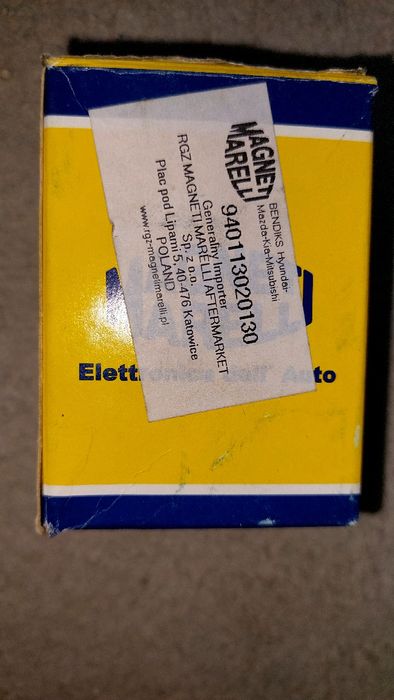 MAGNETI
MARELLI
BENDIKS Hyundai-
Mazda-Kia-Mitsubishi
940113020130
Generalny Importer
RGZ MAGNETI MARELLI AFTERMARKET
Sp. z o.o.
Plac pod Lipami 5, 40-476 Katowice
POLAND
www.rgz-magnetimarelli.pl
Elettronica dell' Auto